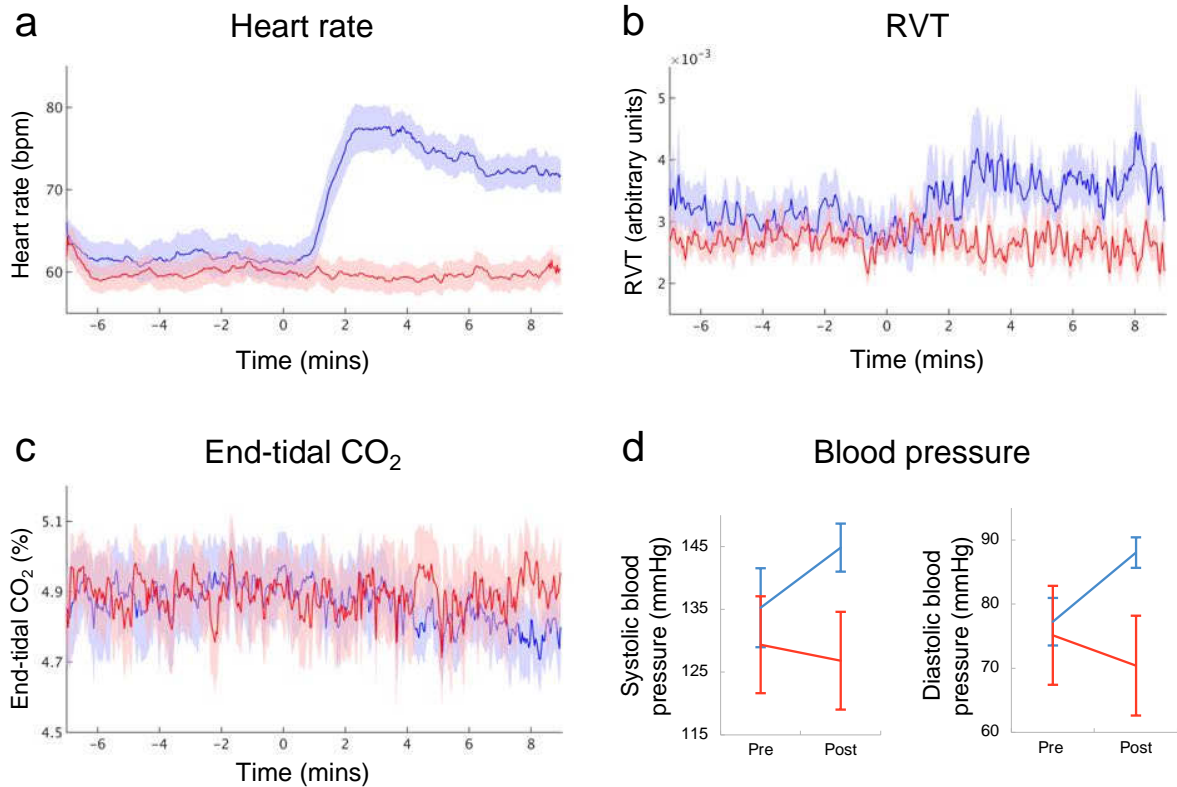 a
Heart rate
Heart rate (bpm)
80
70
60
−6 −4 −2 0 2 4 6 8
Time (mins)
b
RVT
×10⁻³
RVT (arbitrary units)
5
4
3
2
−6 −4 −2 0 2 4 6 8
Time (mins)
c
End-tidal CO₂
End-tidal CO₂ (%)
5.1
4.9
4.7
4.5
−6 −4 −2 0 2 4 6 8
Time (mins)
d
Blood pressure
Systolic blood
pressure (mmHg)
145
135
125
115
Pre Post
Diastolic blood
pressure (mmHg)
90
80
70
60
Pre Post